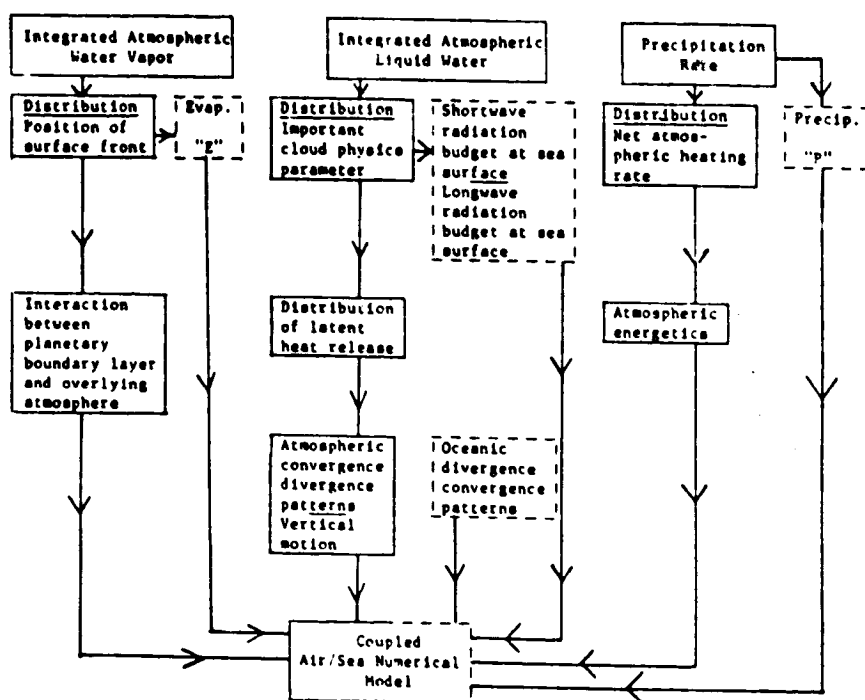 Integrated Atmospheric
Water Vapor
Integrated Atmospheric
Liquid Water
Precipitation
Rate
Distribution
Position of
surface front
Evap.
"E"
Distribution
Important
cloud physics
parameter
Shortwave
radiation
budget at sea
surface
Longwave
radiation
budget at sea
surface
Distribution
Net atmo-
pheric heating
rate
Precip.
"P"
Interaction
between
planetary
boundary layer
and overlying
atmosphere
Distribution
of latent
heat release
Atmospheric
energetics
Atmospheric
convergence
divergence
patterns
Vertical
motion
Oceanic
divergence
convergence
patterns
Coupled
Air/Sea Numerical
Model